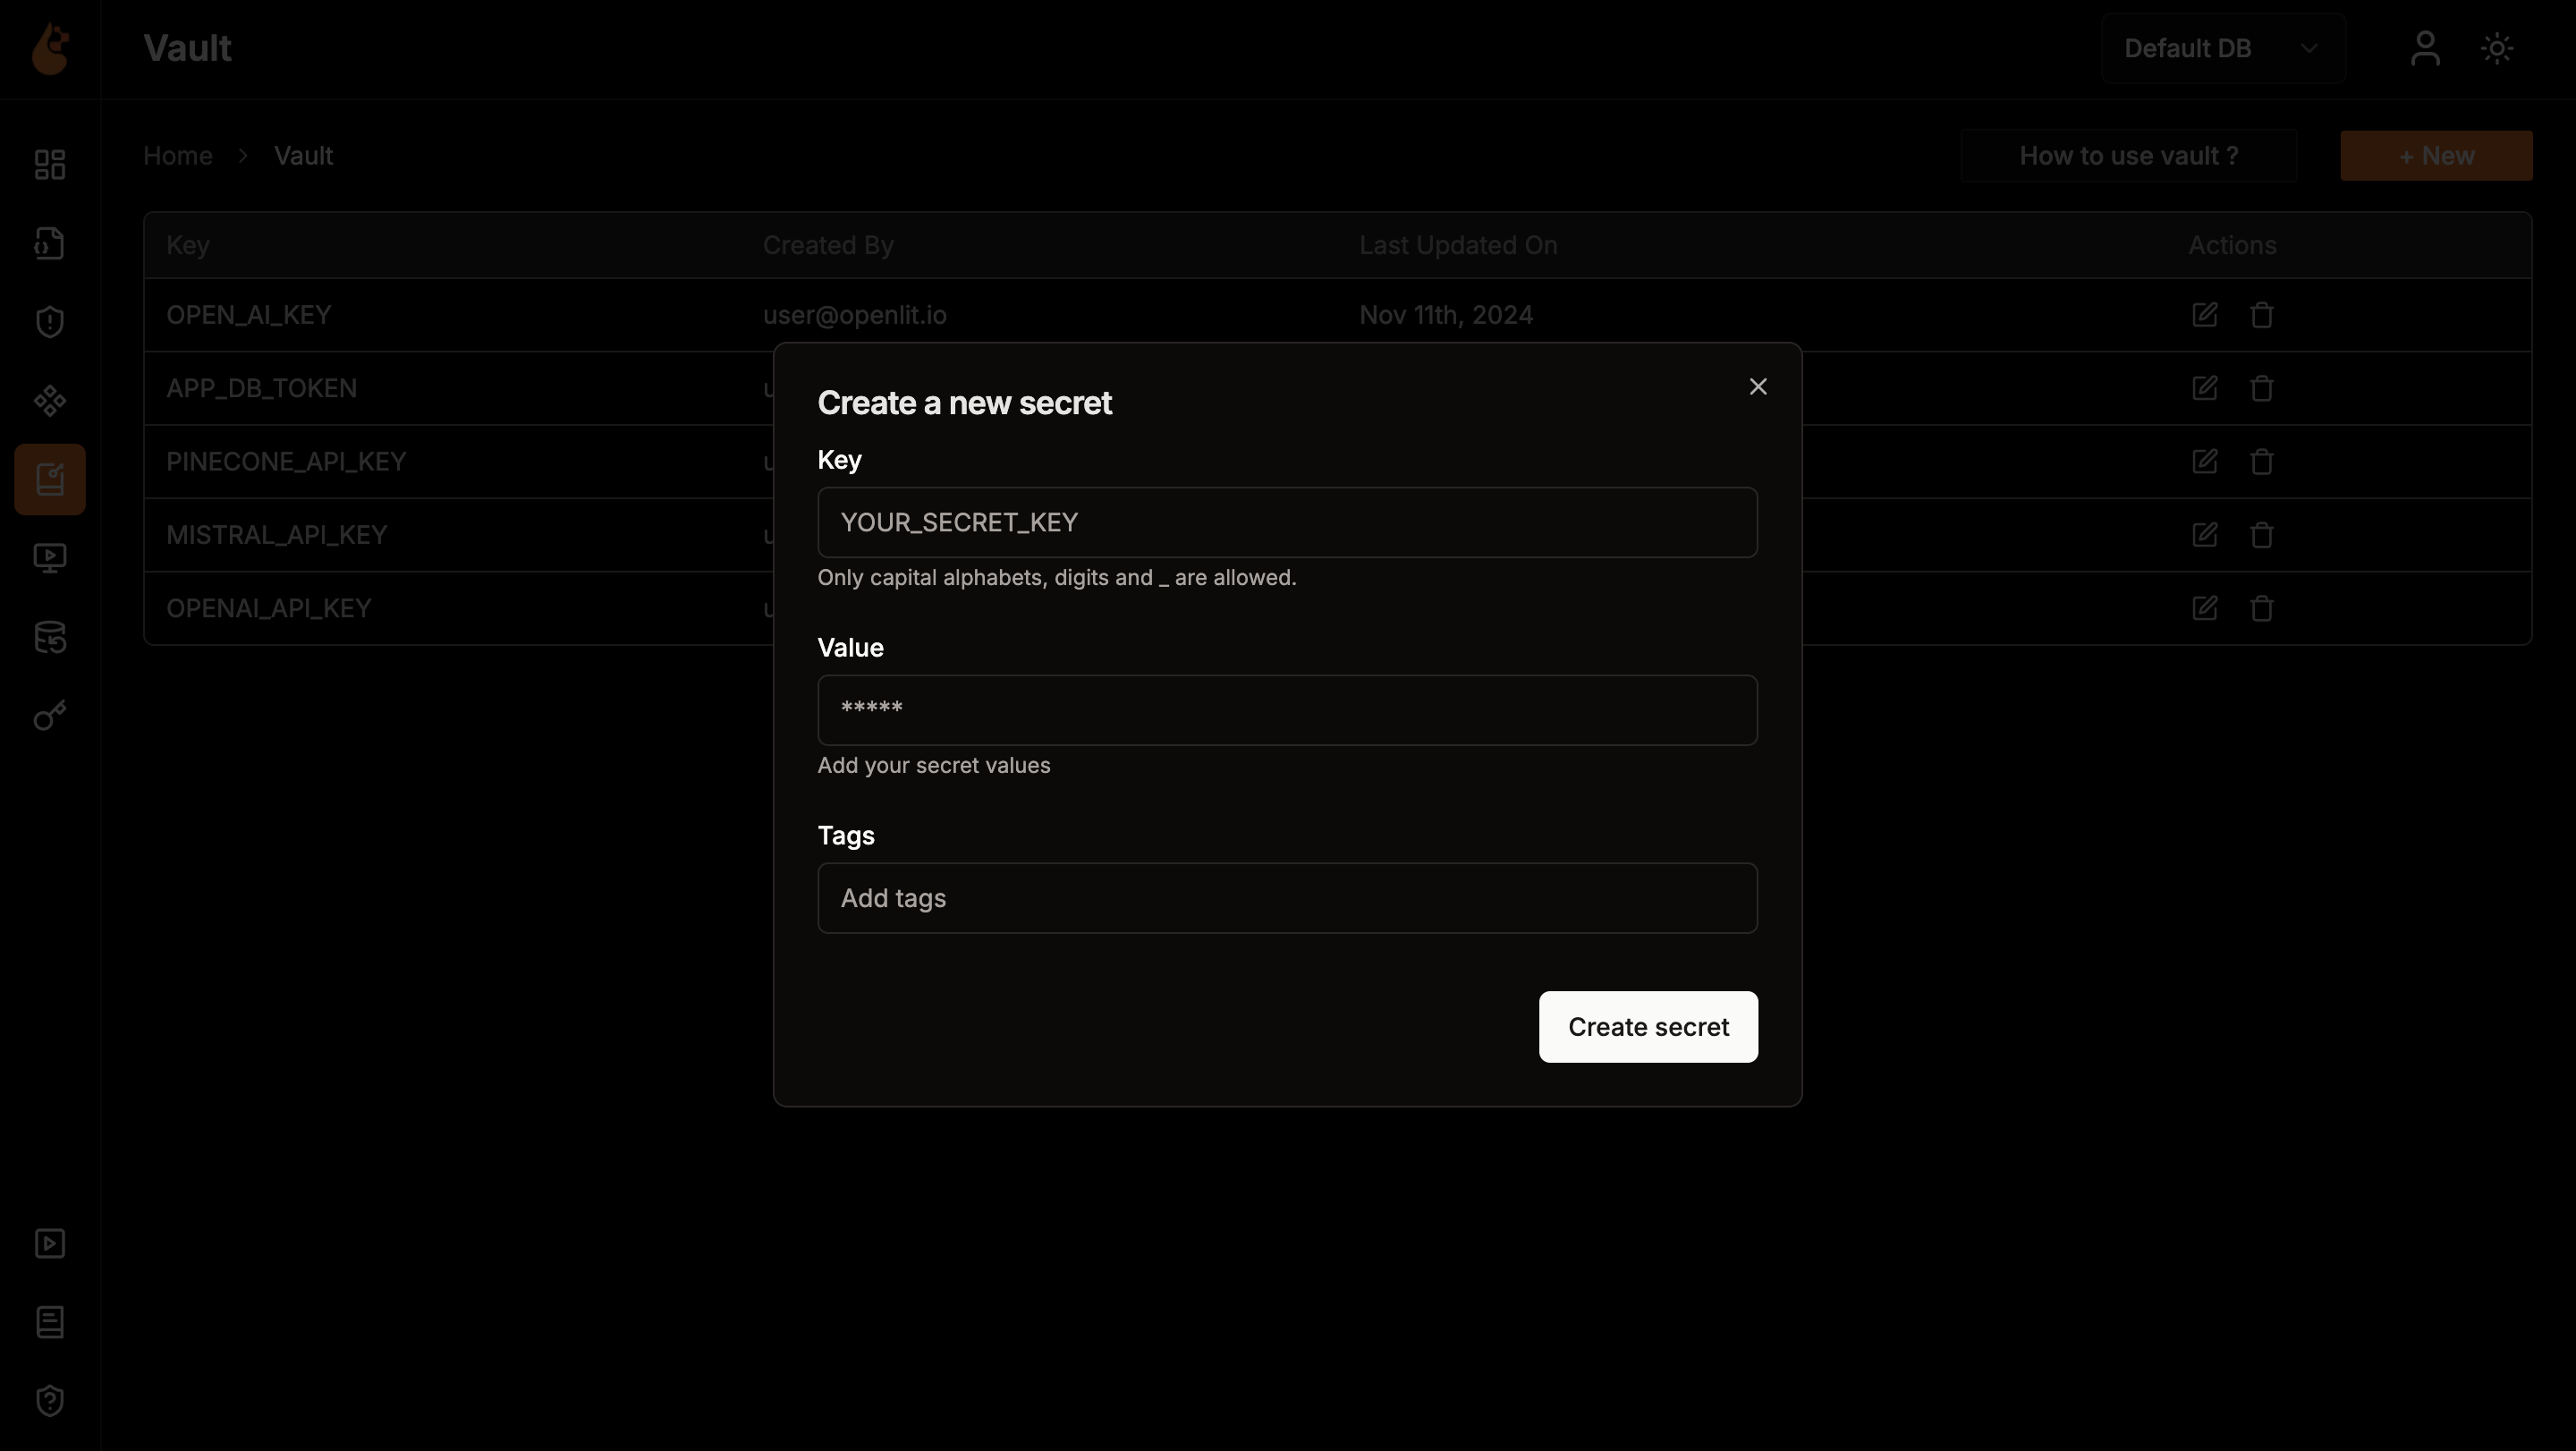 Vault
Default DB
Home > Vault
How to use vault ?
+ New
Key Created By Last Updated On Actions
OPEN_AI_KEY user@openlit.io Nov 11th, 2024
APP_DB_TOKEN
PINECONE_API_KEY
MISTRAL_API_KEY
OPENAI_API_KEY
Create a new secret
Key
YOUR_SECRET_KEY
Only capital alphabets, digits and _ are allowed.
Value
*****
Add your secret values
Tags
Add tags
Create secret